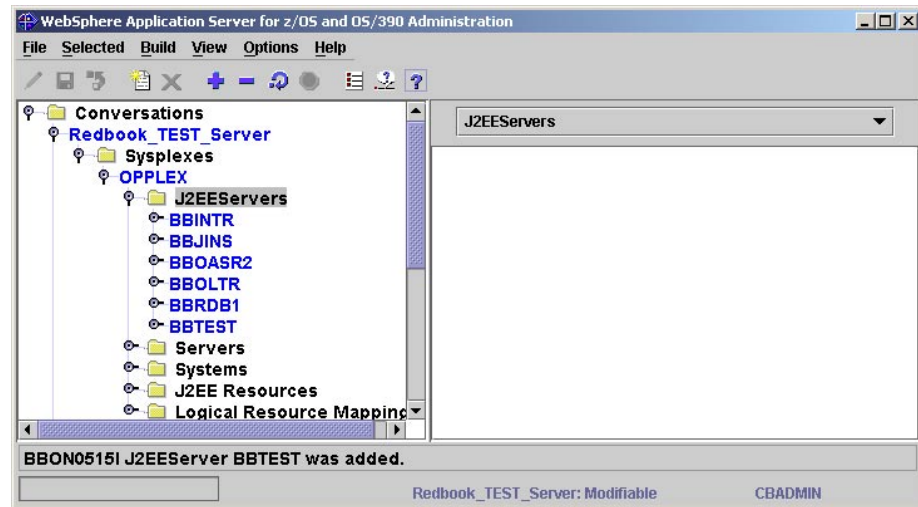 WebSphere Application Server for z/OS and OS/390 Administration
File Selected Build View Options Help
Conversations
Redbook_TEST_Server
Sysplexes
OPPLEX
J2EEServers
BBINTR
BBJINS
BBOASR2
BBOLTR
BBRDB1
BBTEST
Servers
Systems
J2EE Resources
Logical Resource Mapping
J2EEServers
BBON0515I J2EEServer BBTEST was added.
Redbook_TEST_Server: Modifiable CBADMIN